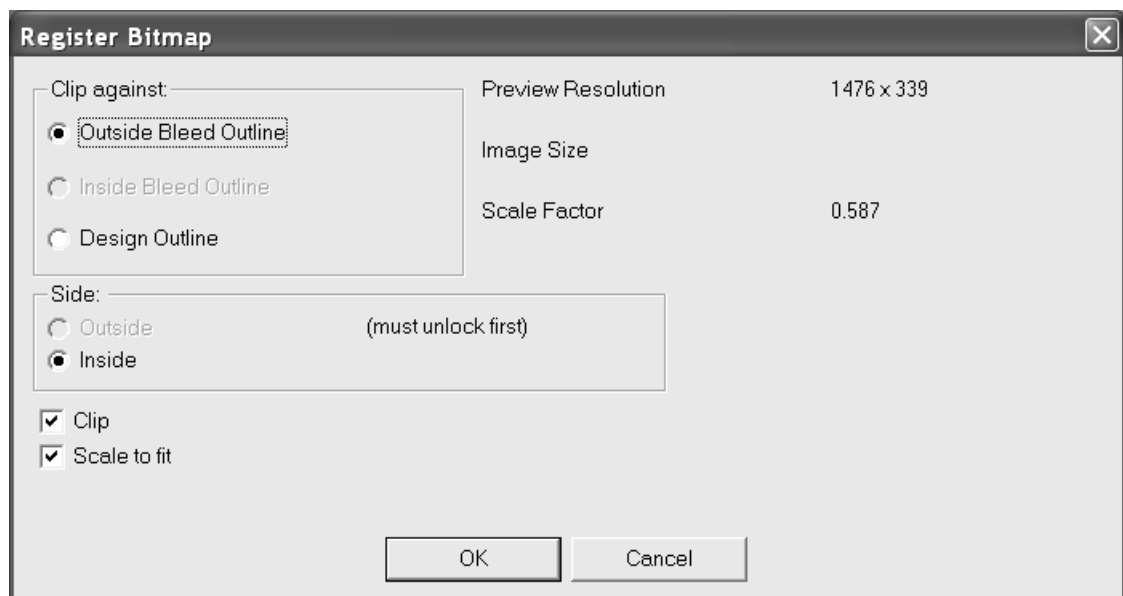 Register Bitmap
Clip against:
Outside Bleed Outline
Inside Bleed Outline
Design Outline
Preview Resolution 1476 x 339
Image Size
Scale Factor 0.587
Side:
Outside (must unlock first)
Inside
Clip
Scale to fit
OK Cancel